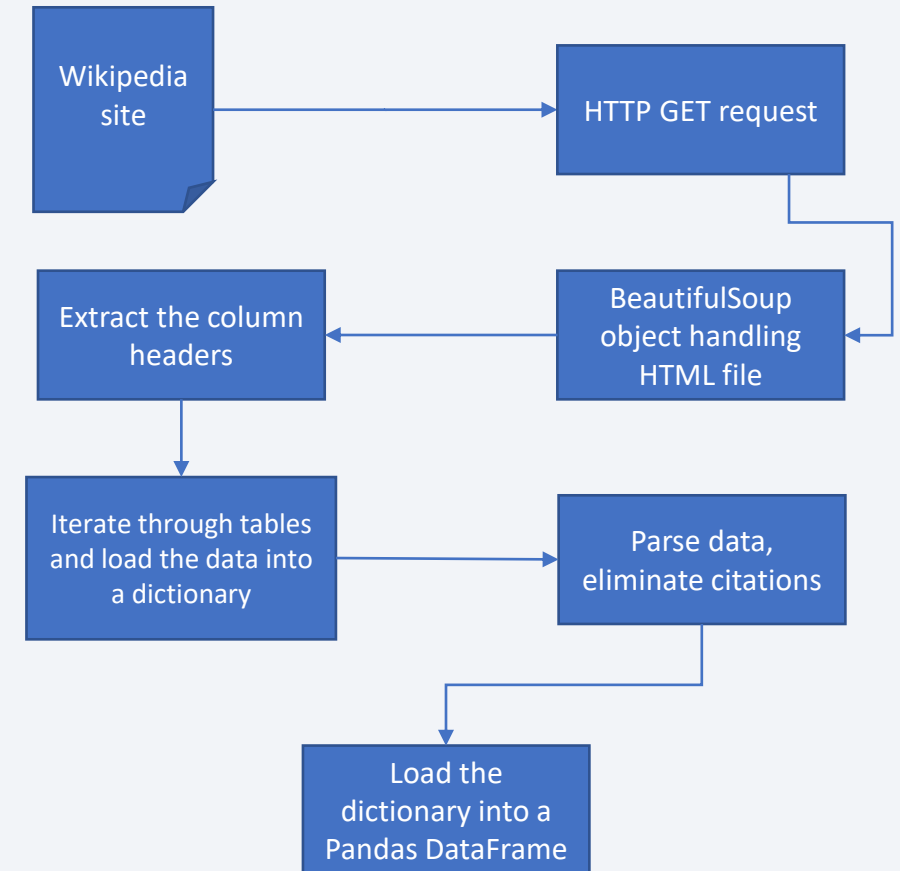 Wikipedia
site
HTTP GET request
BeautifulSoup
object handling
HTML file
Extract the column
headers
Iterate through tables
and load the data into
a dictionary
Parse data,
eliminate citations
Load the
dictionary into a
Pandas DataFrame